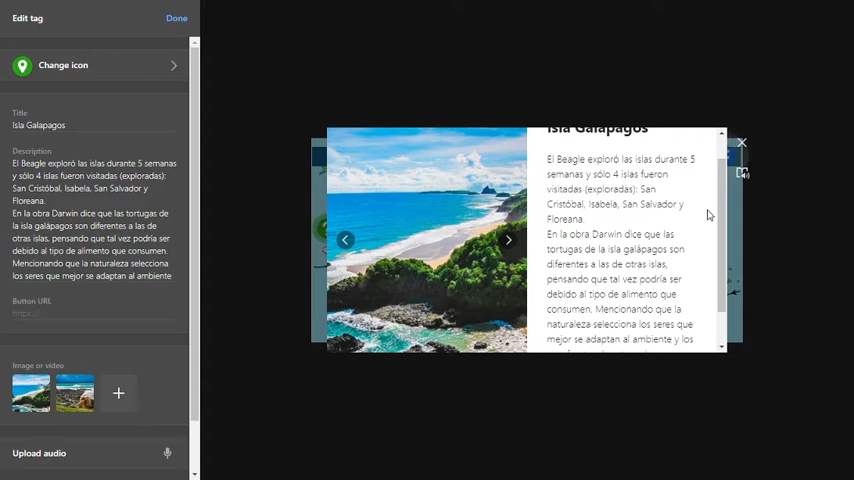 Edit tag
Done
Change icon
Title
Isla Galapagos
Description
El Beagle exploró las islas durante 5 semanas
y sólo 4 islas fueron visitadas (exploradas):
San Cristóbal, Isabela, San Salvador y
Floreana.
En la obra Darwin dice que las tortugas de
la isla galápagos son diferentes a las de
otras islas, pensando que tal vez podría ser
debido al tipo de alimento que consumen.
Mencionando que la naturaleza selecciona
los seres que mejor se adaptan al ambiente
Button URL
https://
Image or video
Upload audio
Isla Galapagos
El Beagle exploró las islas durante 5
semanas y sólo 4 islas fueron
visitadas (exploradas): San
Cristóbal, Isabela, San Salvador y
Floreana.
En la obra Darwin dice que las
tortugas de la isla galápagos son
diferentes a las de otras islas,
pensando que tal vez podría ser
debido al tipo de alimento que
consumen. Mencionando que la
naturaleza selecciona los seres que
mejor se adaptan al ambiente y los